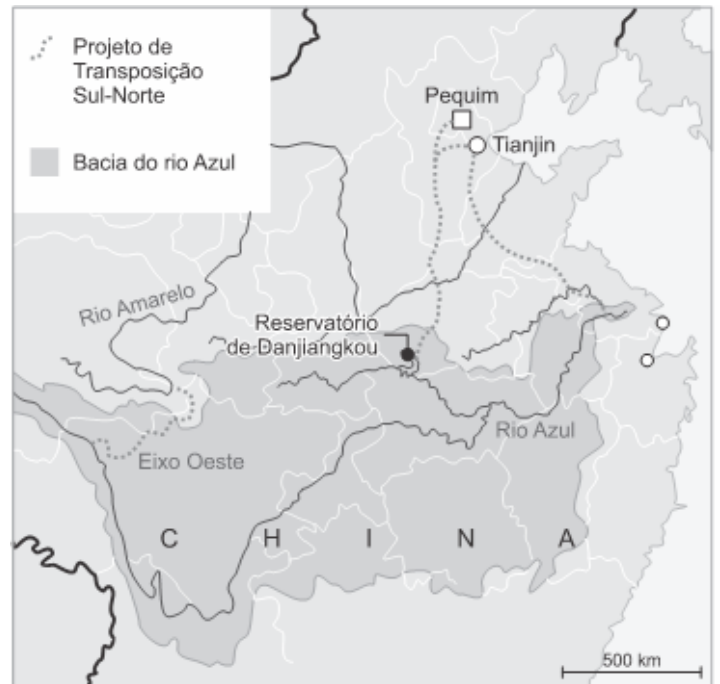 Projeto de
Transposição
Sul-Norte
Bacia do rio Azul
Pequim
Tianjin
Rio Amarelo
Reservatório
de Danjiangkou
Rio Azul
Eixo Oeste
C H I N A
500 km